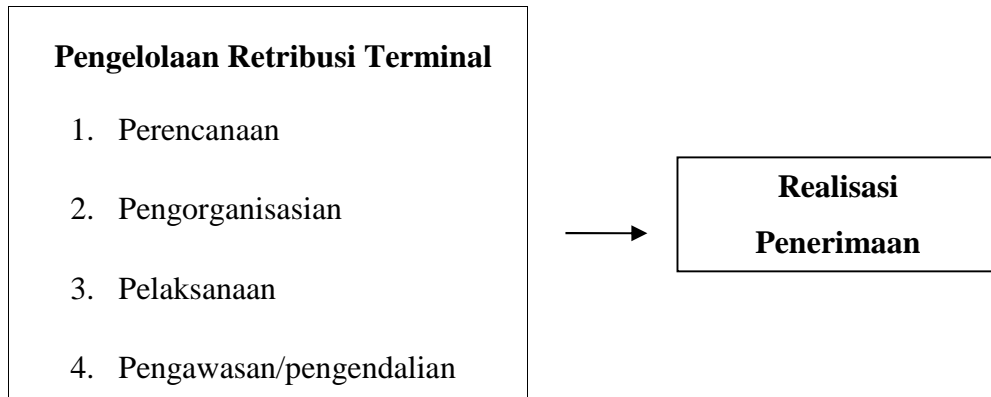 Pengelolaan Retribusi Terminal
1. Perencanaan
2. Pengorganisasian
3. Pelaksanaan
4. Pengawasan/pengendalian
Realisasi
Penerimaan